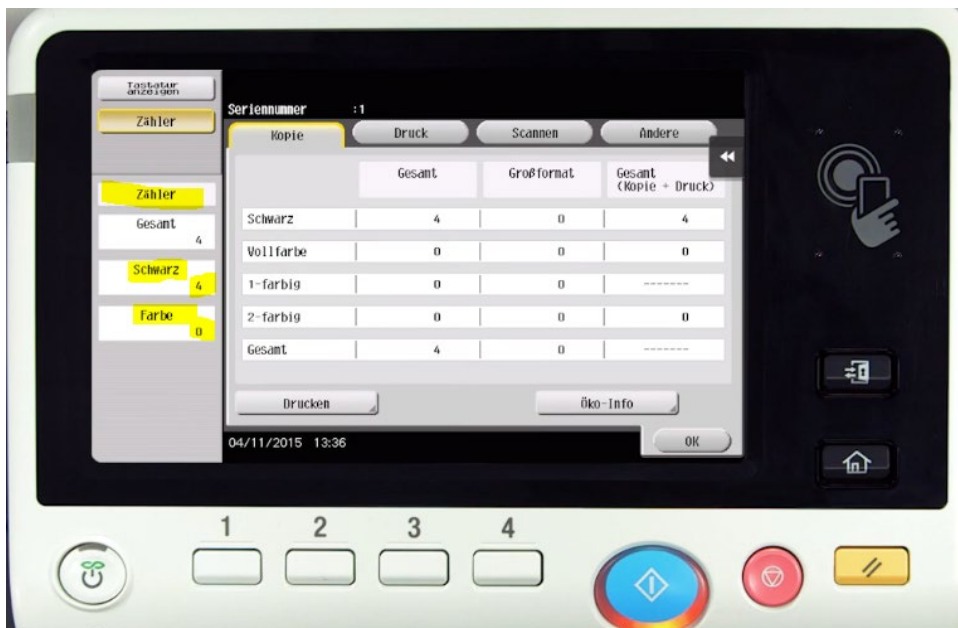 Tastatur
anzeigen
Zähler
Zähler
Gesamt
4
Schwarz
4
Farbe
0
Seriennummer :1
Kopie Druck Scannen Andere
Gesamt Großformat Gesamt
(Kopie + Druck)
Schwarz 4 0 4
Vollfarbe 0 0 0
1-farbig 0 0 -------
2-farbig 0 0 0
Gesamt 4 0 -------
Drucken Öko-Info
04/11/2015 13:36 OK
1 2 3 4